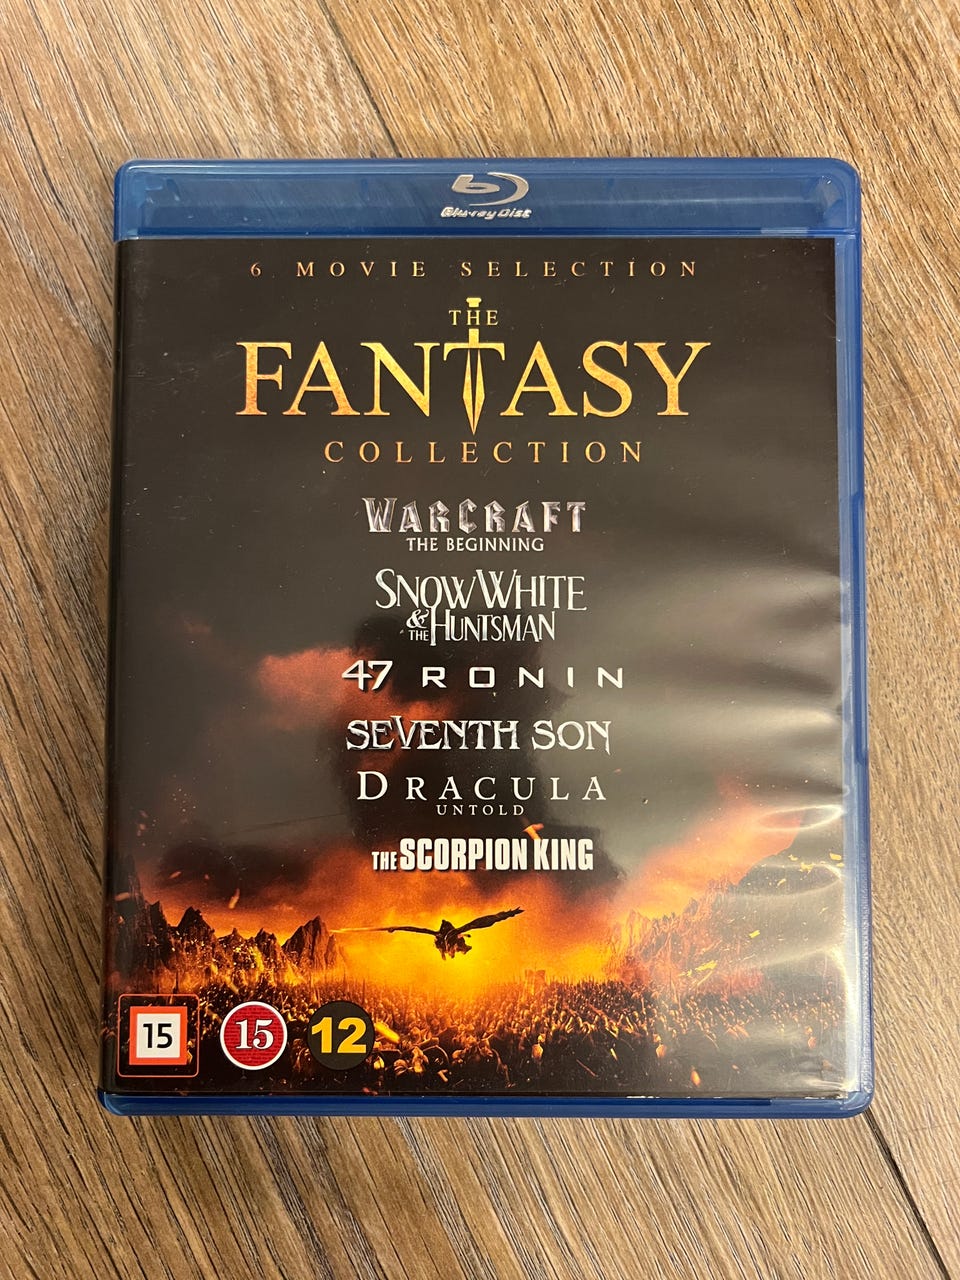 Blu-ray Disc
6 MOVIE SELECTION
THE
FANTASY
COLLECTION
WARCRAFT
THE BEGINNING
SNOW WHITE
& THE HUNTSMAN
47 RONIN
SEVENTH SON
DRACULA
UNTOLD
THE SCORPION KING
15 15 12